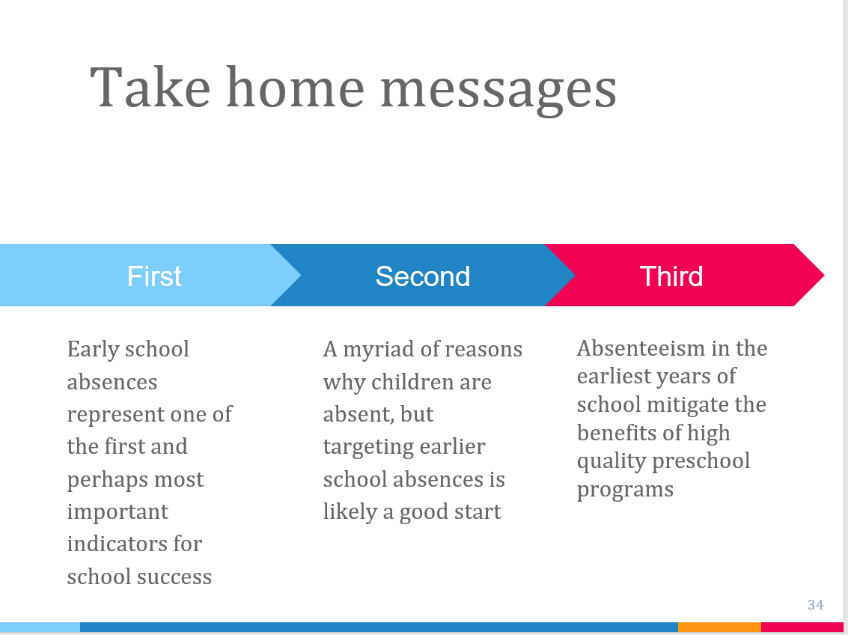 Take home messages
First
Second
Third
Early school
absences
represent one of
the first and
perhaps most
important
indicators for
school success
A myriad of reasons
why children are
absent, but
targeting earlier
school absences is
likely a good start
Absenteeism in the
earliest years of
school mitigate the
benefits of high
quality preschool
programs
34